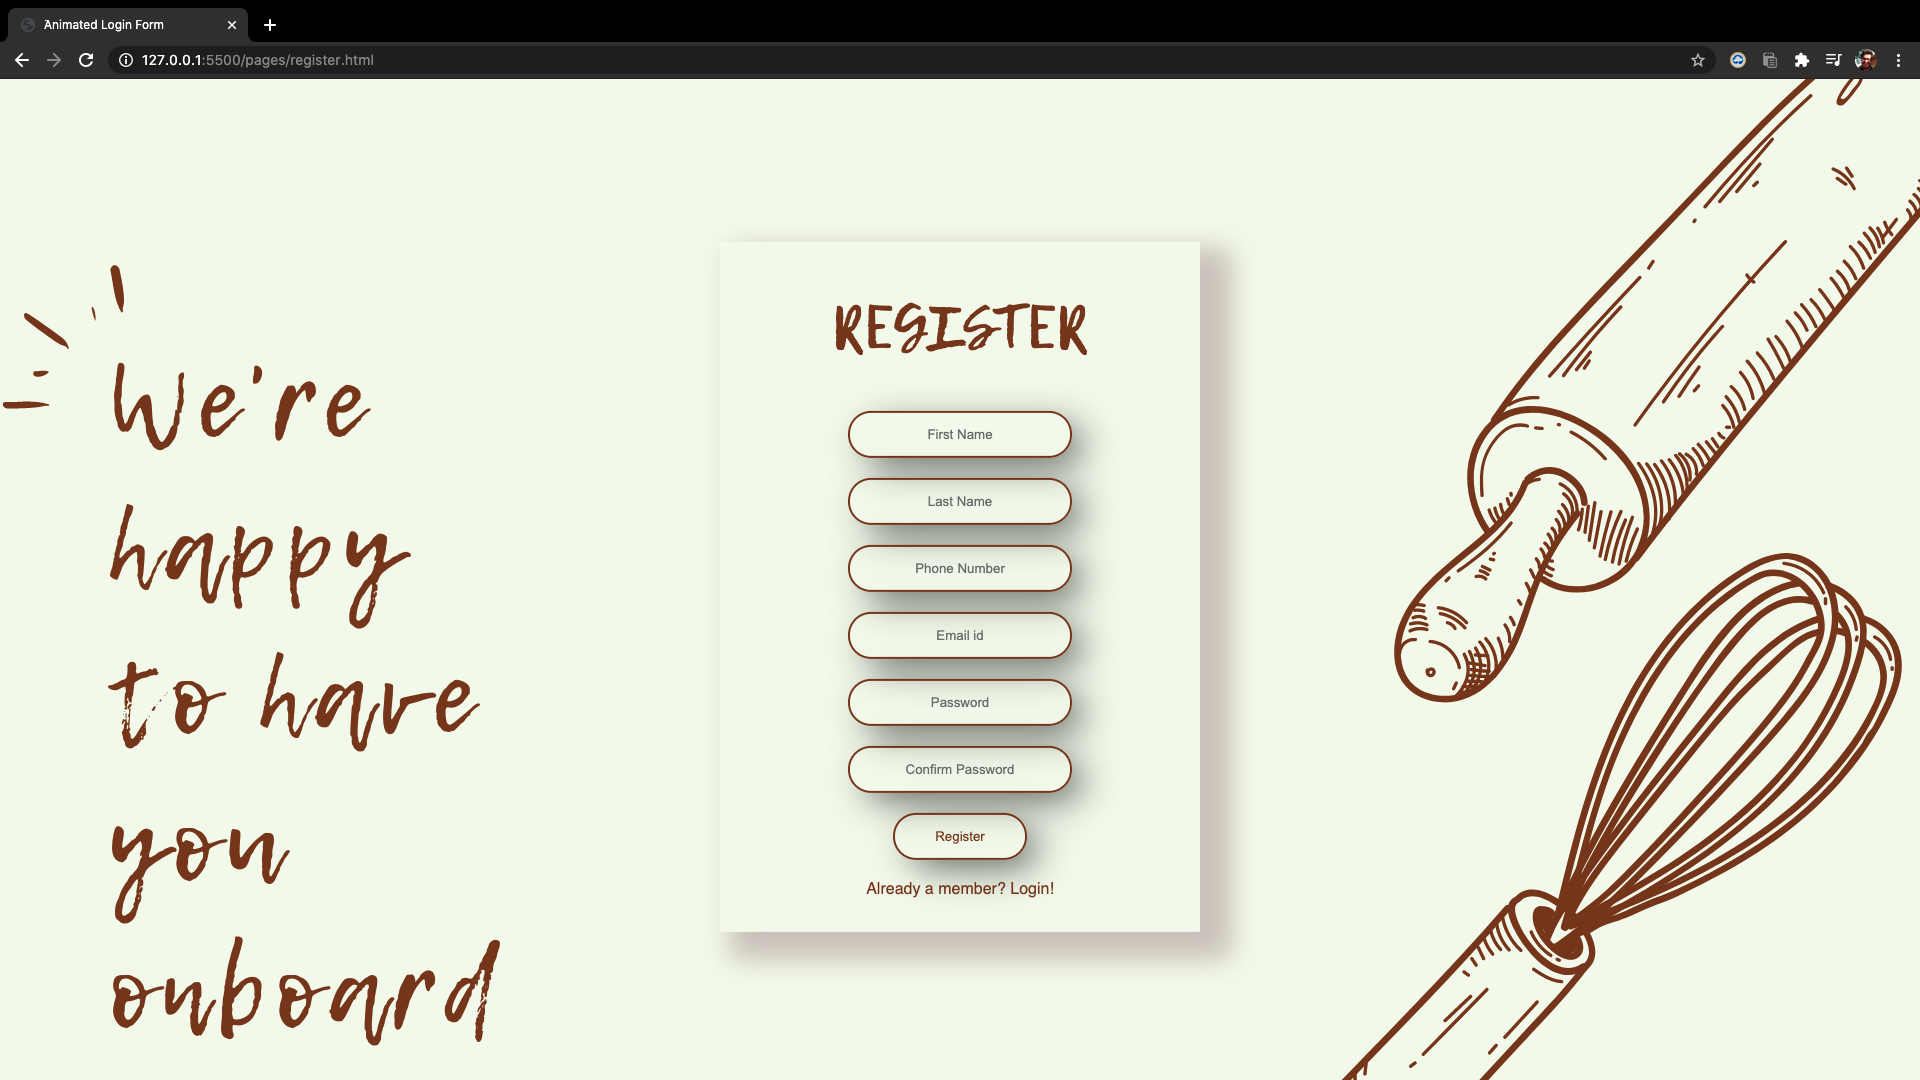 Animated Login Form
127.0.0.1:5500/pages/register.html
We're
happy
to have
you
onboard
REGISTER
First Name
Last Name
Phone Number
Email id
Password
Confirm Password
Register
Already a member? Login!